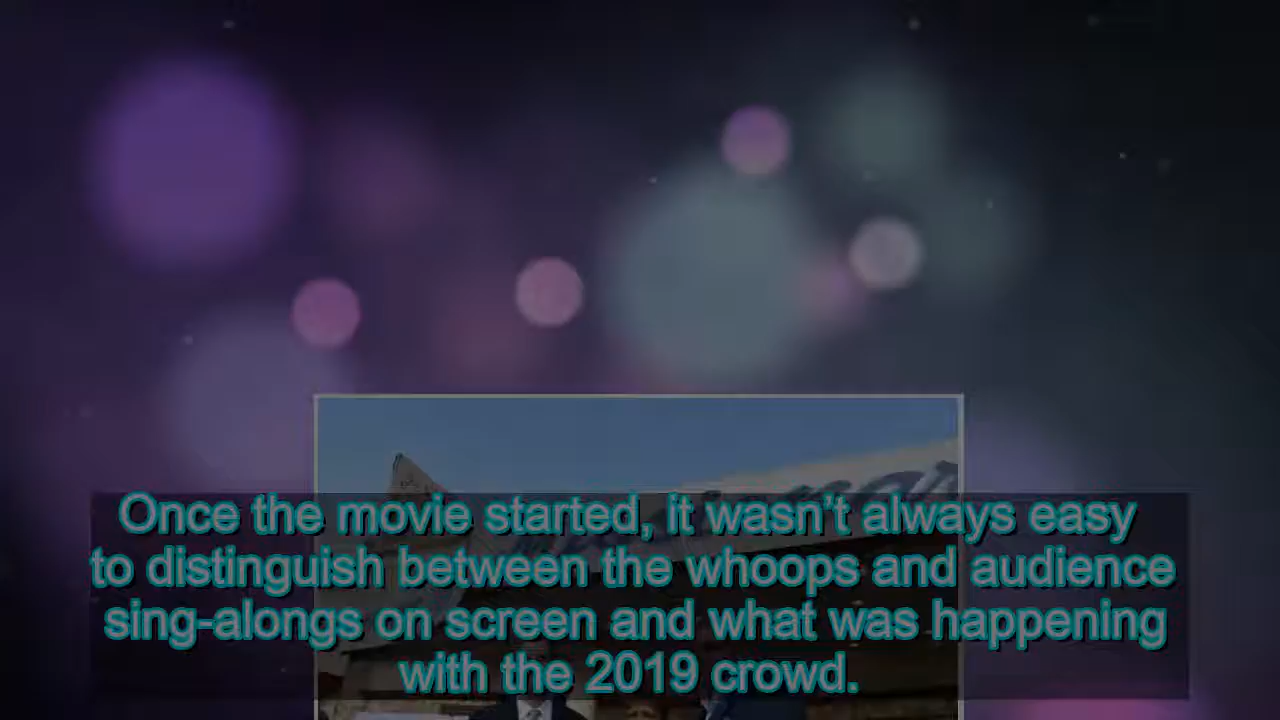 Once the movie started, it wasn't always easy
to distinguish between the whoops and audience
sing-alongs on screen and what was happening
with the 2019 crowd.